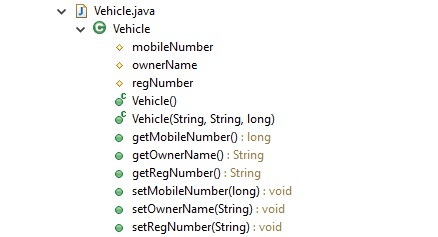 Vehicle.java
Vehicle
mobileNumber
ownerName
regNumber
Vehicle()
Vehicle(String, String, long)
getMobileNumber() : long
getOwnerName() : String
getRegNumber() : String
setMobileNumber(long) : void
setOwnerName(String) : void
setRegNumber(String) : void